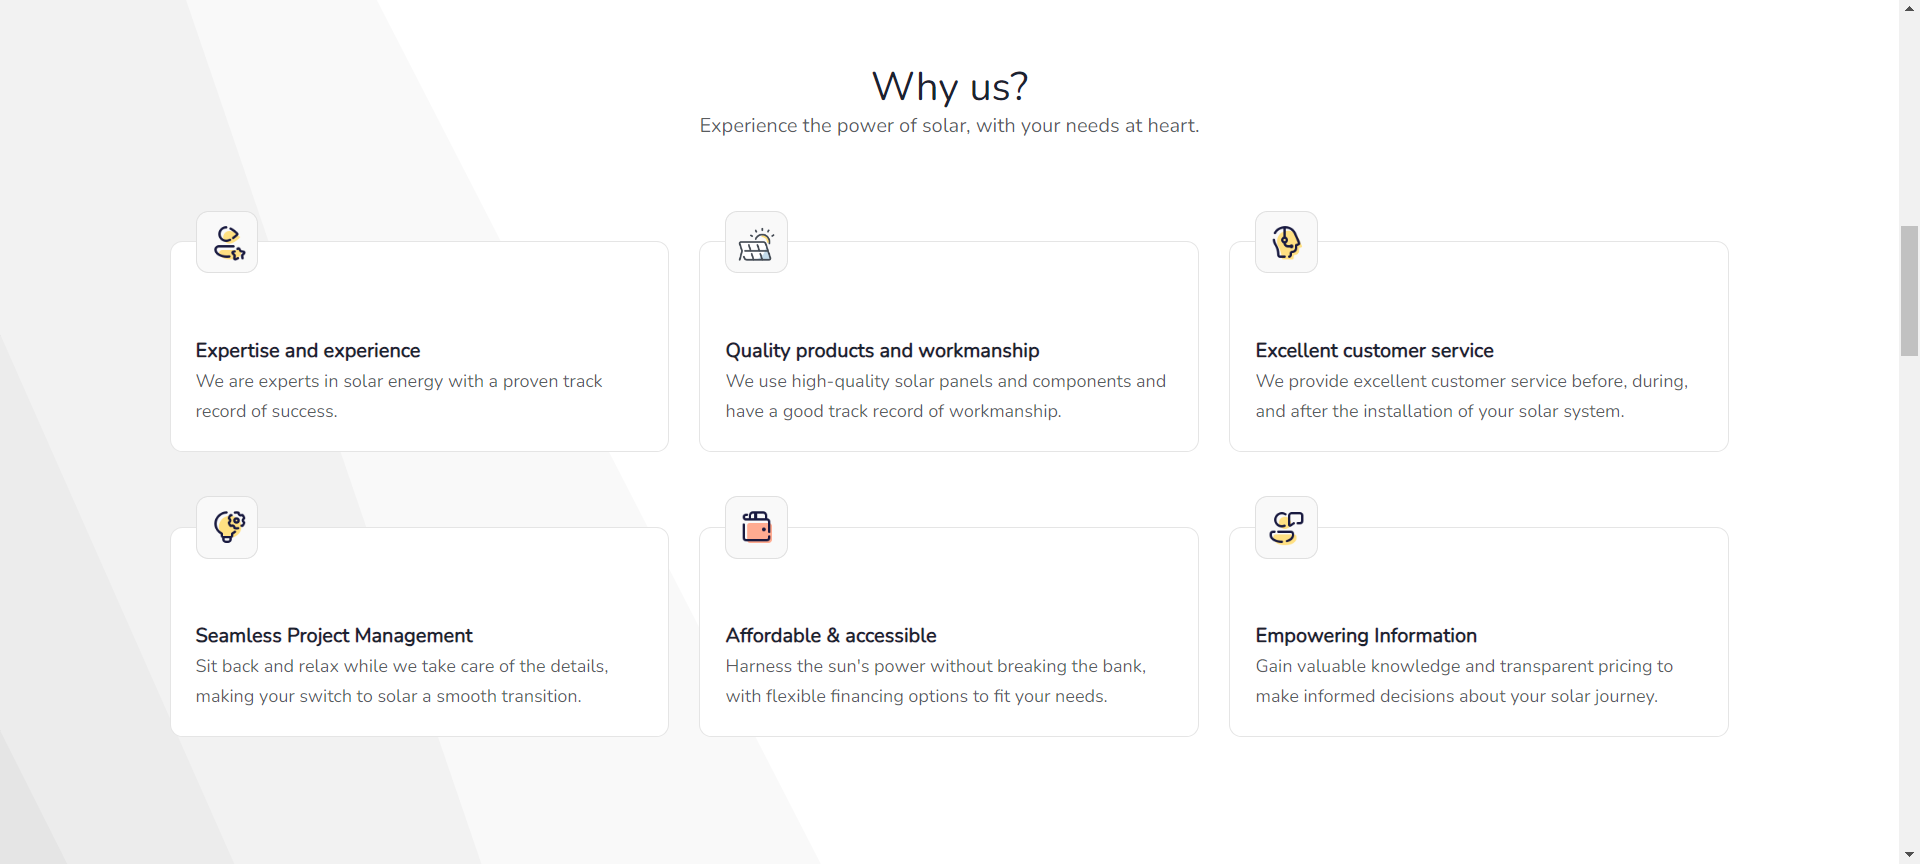 Why us?
Experience the power of solar, with your needs at heart.
Expertise and experience
We are experts in solar energy with a proven track
record of success.
Quality products and workmanship
We use high-quality solar panels and components and
have a good track record of workmanship.
Excellent customer service
We provide excellent customer service before, during,
and after the installation of your solar system.
Seamless Project Management
Sit back and relax while we take care of the details,
making your switch to solar a smooth transition.
Affordable & accessible
Harness the sun's power without breaking the bank,
with flexible financing options to fit your needs.
Empowering Information
Gain valuable knowledge and transparent pricing to
make informed decisions about your solar journey.